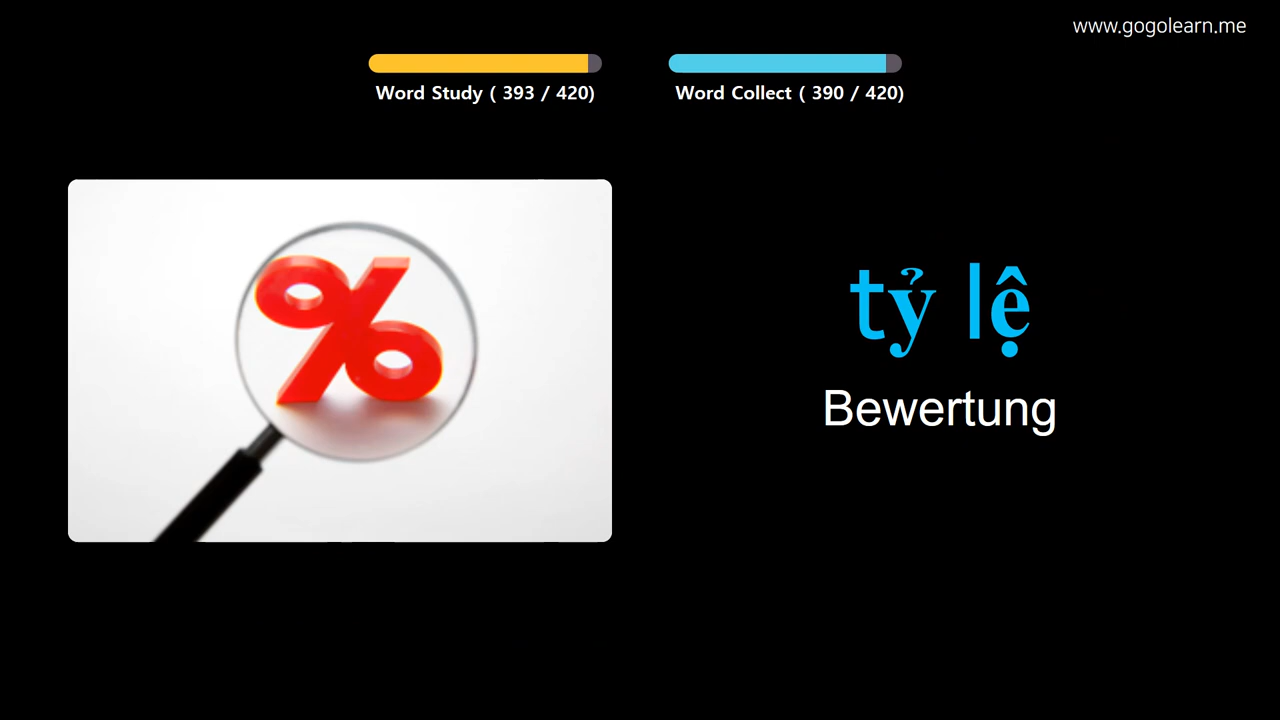 www.gogolearn.me
Word Study ( 393 / 420)
Word Collect ( 390 / 420)
%
tỷ lệ
Bewertung